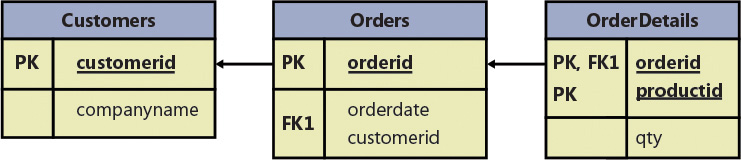 Customers
PK customerid
companyname
Orders
PK orderid
orderdate
FK1 customerid
OrderDetails
PK, FK1 orderid
PK productid
qty